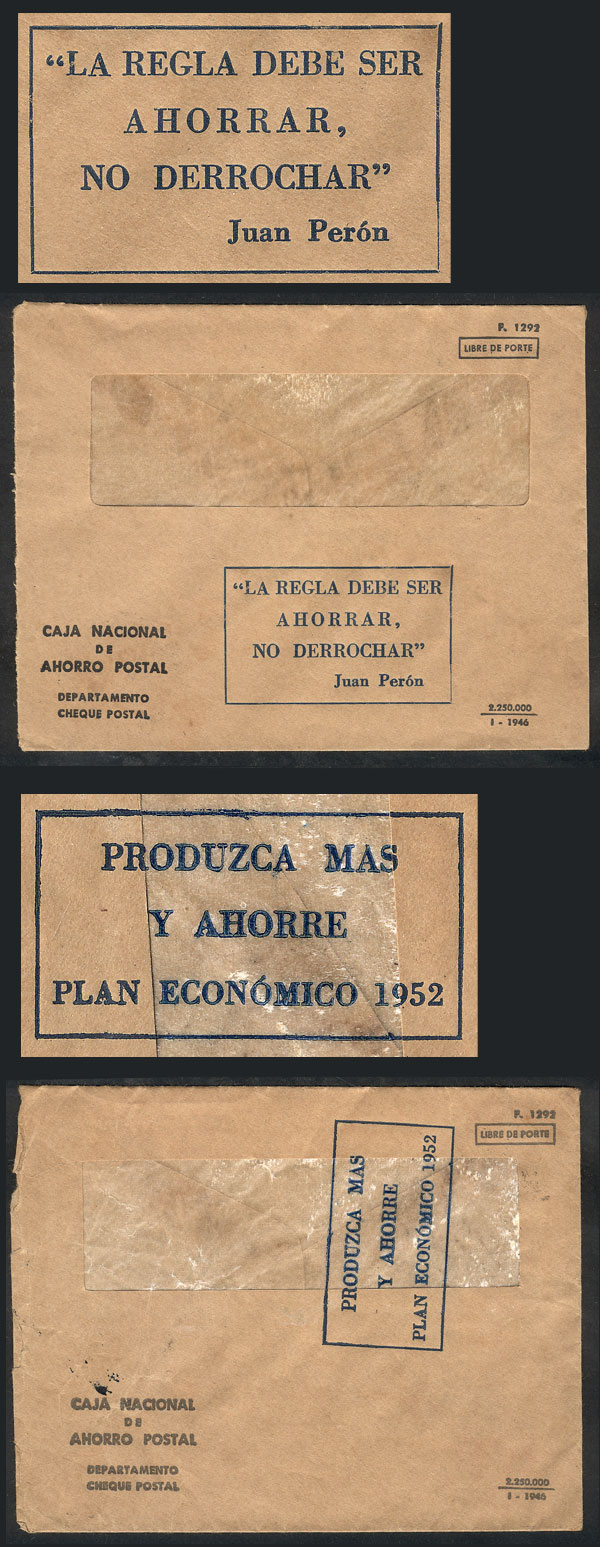 “LA REGLA DEBE SER
AHORRAR,
NO DERROCHAR”
Juan Perón
F. 1292
LIBRE DE PORTE
“LA REGLA DEBE SER
AHORRAR,
NO DERROCHAR”
Juan Perón
CAJA NACIONAL
DE
AHORRO POSTAL
DEPARTAMENTO
CHEQUE POSTAL
2.250.000
I - 1946
PRODUZCA MAS
Y AHORRE
PLAN ECONÓMICO 1952
F. 1292
LIBRE DE PORTE
PRODUZCA MAS
Y AHORRE
PLAN ECONÓMICO 1952
CAJA NACIONAL
DE
AHORRO POSTAL
DEPARTAMENTO
CHEQUE POSTAL
2.250.000
I - 1946